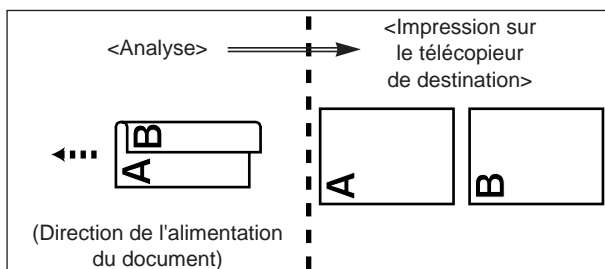 <Analyse>
<Impression sur
le télécopieur
de destination>
B
A
A
B
(Direction de l'alimentation
du document)